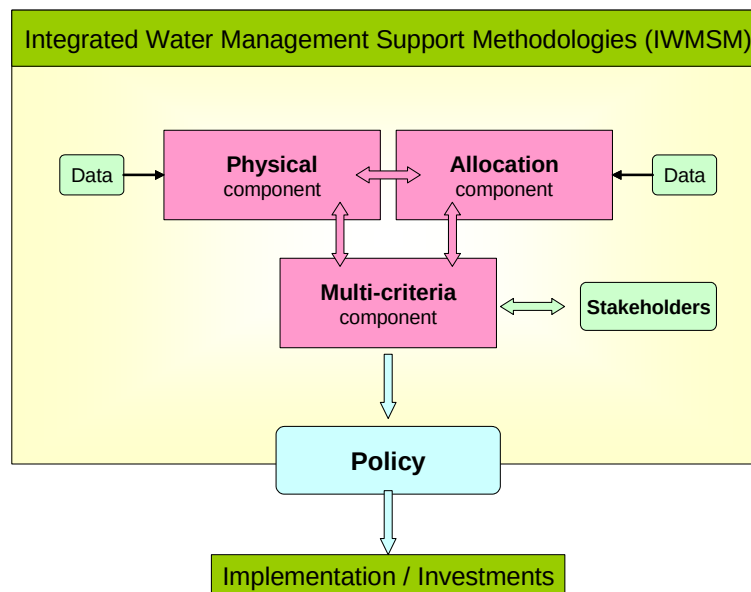 Integrated Water Management Support Methodologies (IWMSM)
Physical
component
Allocation
component
Data
Data
Multi-criteria
component
Stakeholders
Policy
Implementation / Investments